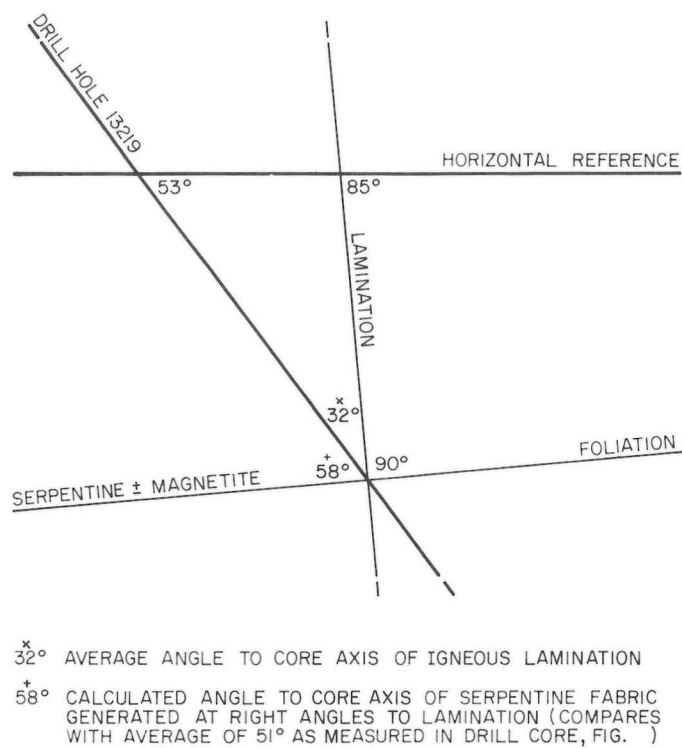 DRILL HOLE 13219
HORIZONTAL REFERENCE
53°
85°
LAMINATION
x
32°
+
58°
90°
FOLIATION
SERPENTINE ± MAGNETITE
x
32° AVERAGE ANGLE TO CORE AXIS OF IGNEOUS LAMINATION
+
58° CALCULATED ANGLE TO CORE AXIS OF SERPENTINE FABRIC
GENERATED AT RIGHT ANGLES TO LAMINATION (COMPARES
WITH AVERAGE OF 51° AS MEASURED IN DRILL CORE, FIG. )